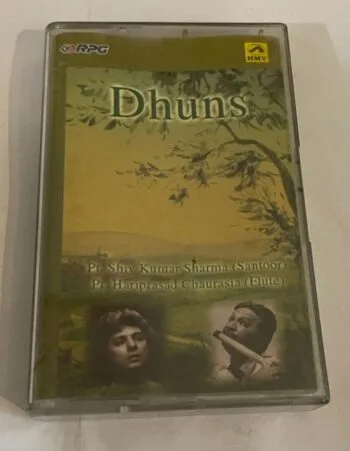 RPG
HMV
Dhuns
Pt. Shiv Kumar Sharma (Santoor)
Pt. Hariprasad Chaurasia (Flute)